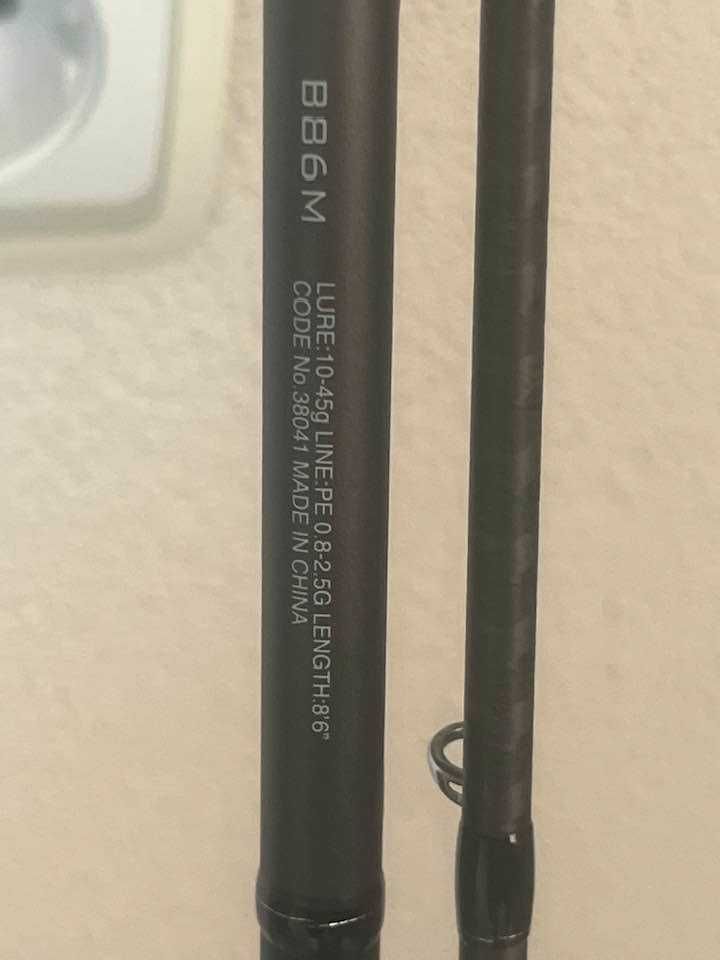 B86M
LURE:10-45g LINE:PE 0.8-2.5G LENGTH:8'6"
CODE No.38041 MADE IN CHINA